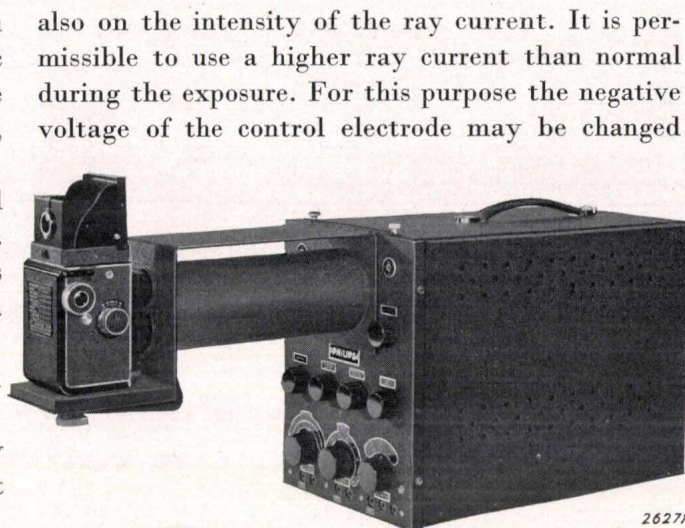 also on the intensity of the ray current. It is per-
missible to use a higher ray current than normal
during the exposure. For this purpose the negative
voltage of the control electrode may be changed
PHILIPS